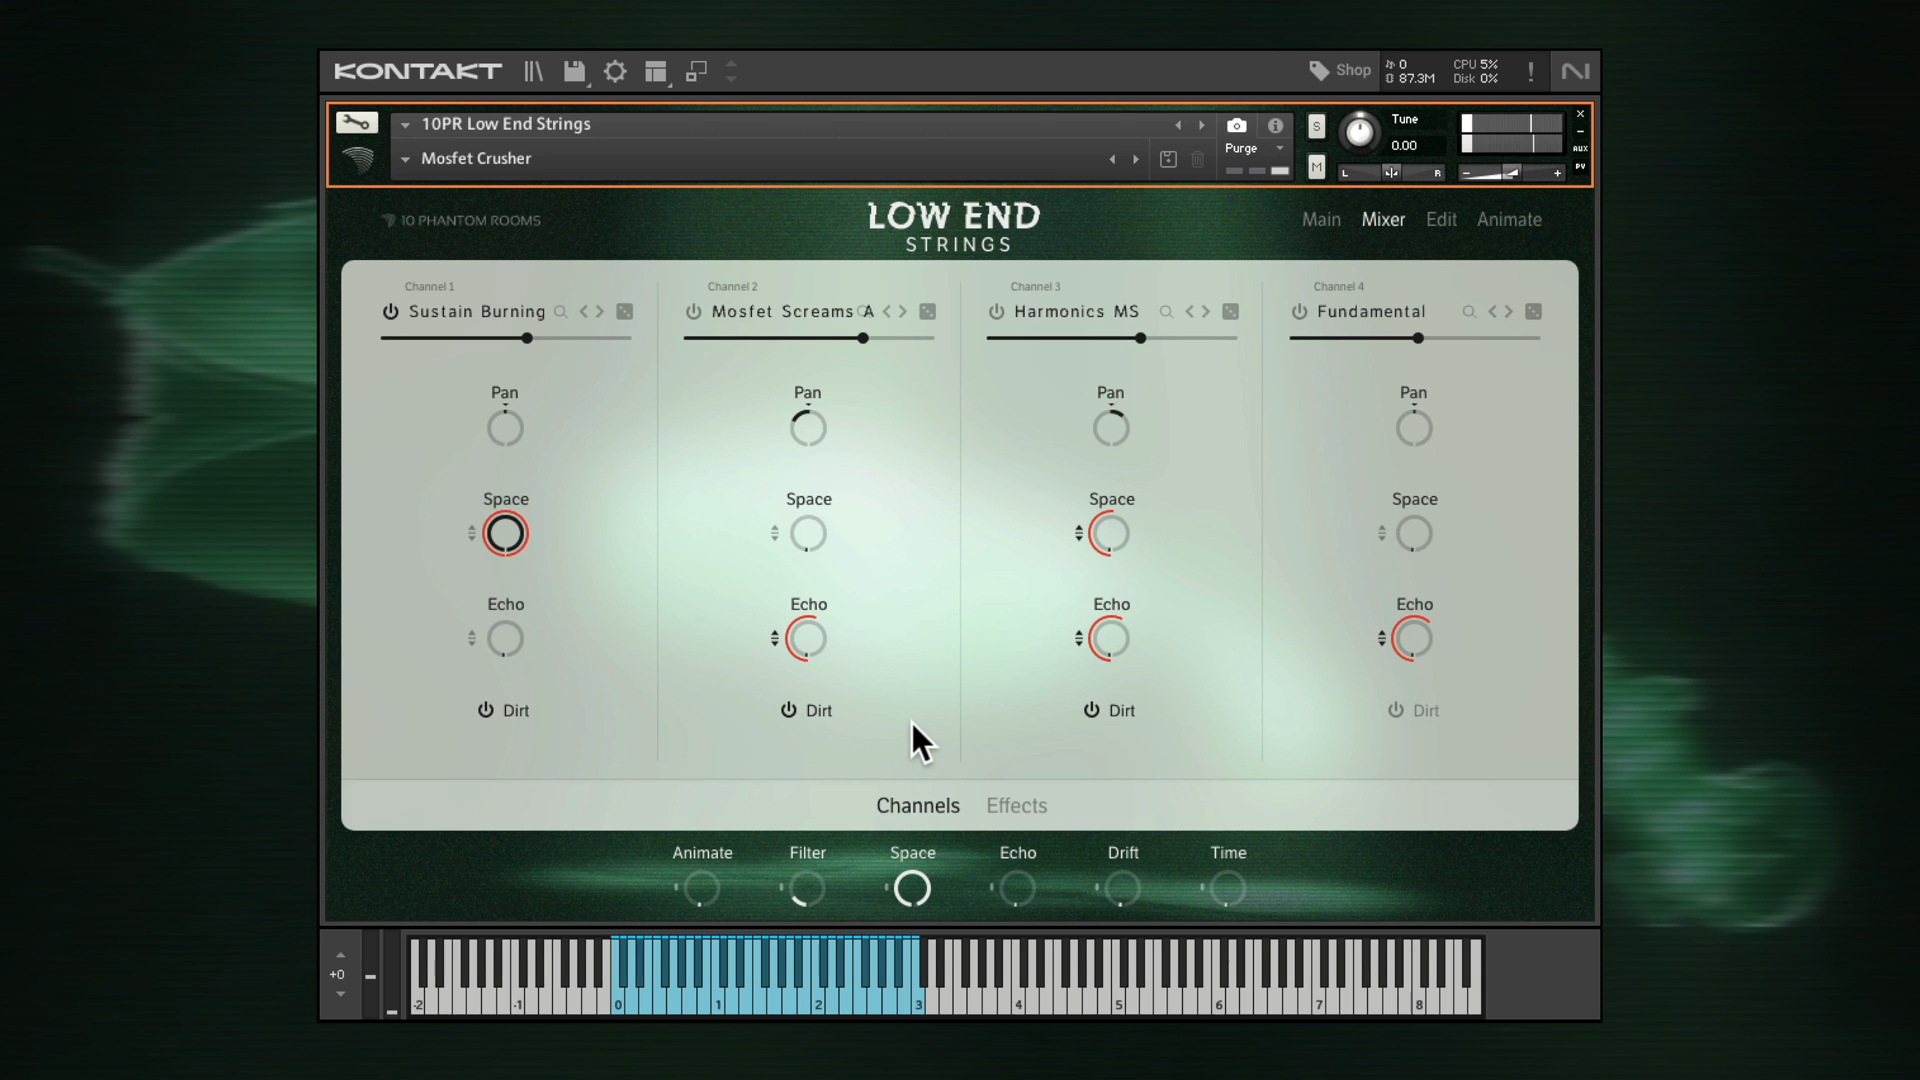 KONTAKT
Shop
0
87.3M
CPU 5%
Disk 0%
!
10PR Low End Strings
Mosfet Crusher
Purge
S
M
Tune
0.00
L
R
AUX
PV
10 PHANTOM ROOMS
LOW END
STRINGS
Main Mixer Edit Animate
Channel 1 Channel 2 Channel 3 Channel 4
Sustain Burning Mosfet Screams A Harmonics MS Fundamental
Pan Pan Pan Pan
Space Space Space Space
Echo Echo Echo Echo
Dirt Dirt Dirt Dirt
Channels Effects
Animate Filter Space Echo Drift Time
+0
-2 -1 0 1 2 3 4 5 6 7 8